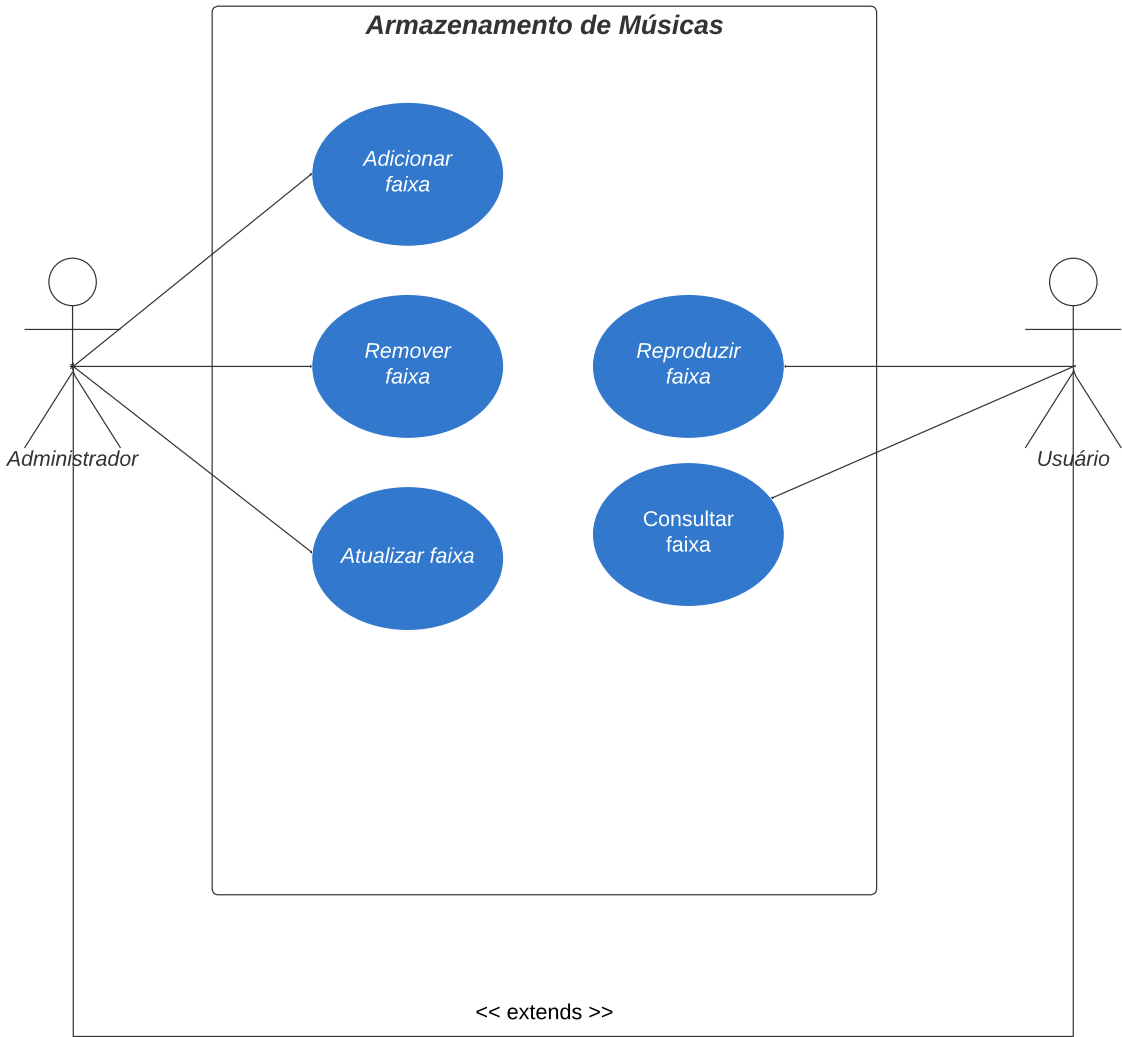 Armazenamento de Músicas
Adicionar
faixa
Remover
faixa
Reproduzir
faixa
Administrador
Usuário
Consultar
faixa
Atualizar faixa
<< extends >>